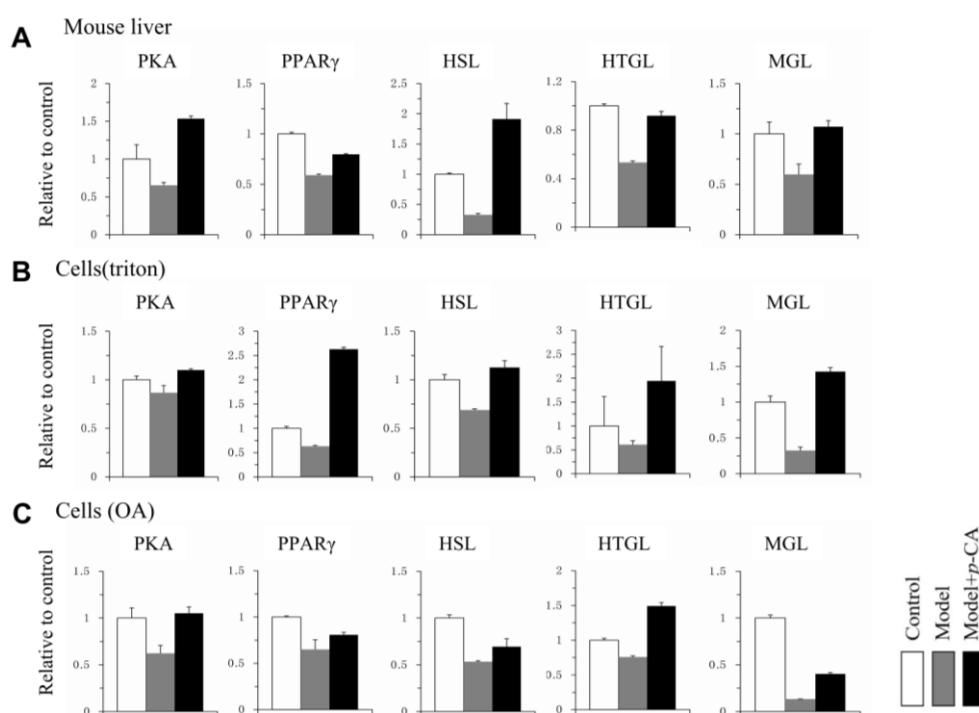 A Mouse liver
PKA PPARγ HSL HTGL MGL
Relative to control
2 1.5 1 0.5 0
1.5 1 0.5 0
2.5 2 1.5 1 0.5 0
1.2 0.8 0.4 0
1.5 1 0.5 0
B Cells(triton)
PKA PPARγ HSL HTGL MGL
Relative to control
1.5 1 0.5 0
3 2.5 2 1.5 1 0.5 0
1.5 1 0.5 0
3 2.5 2 1.5 1 0.5 0
2 1.5 1 0.5 0
C Cells (OA)
PKA PPARγ HSL HTGL MGL
Relative to control
1.5 1 0.5 0
1.5 1 0.5 0
1.5 1 0.5 0
2 1.5 1 0.5 0
1.5 1 0.5 0
Control
Model
Model+p-CA